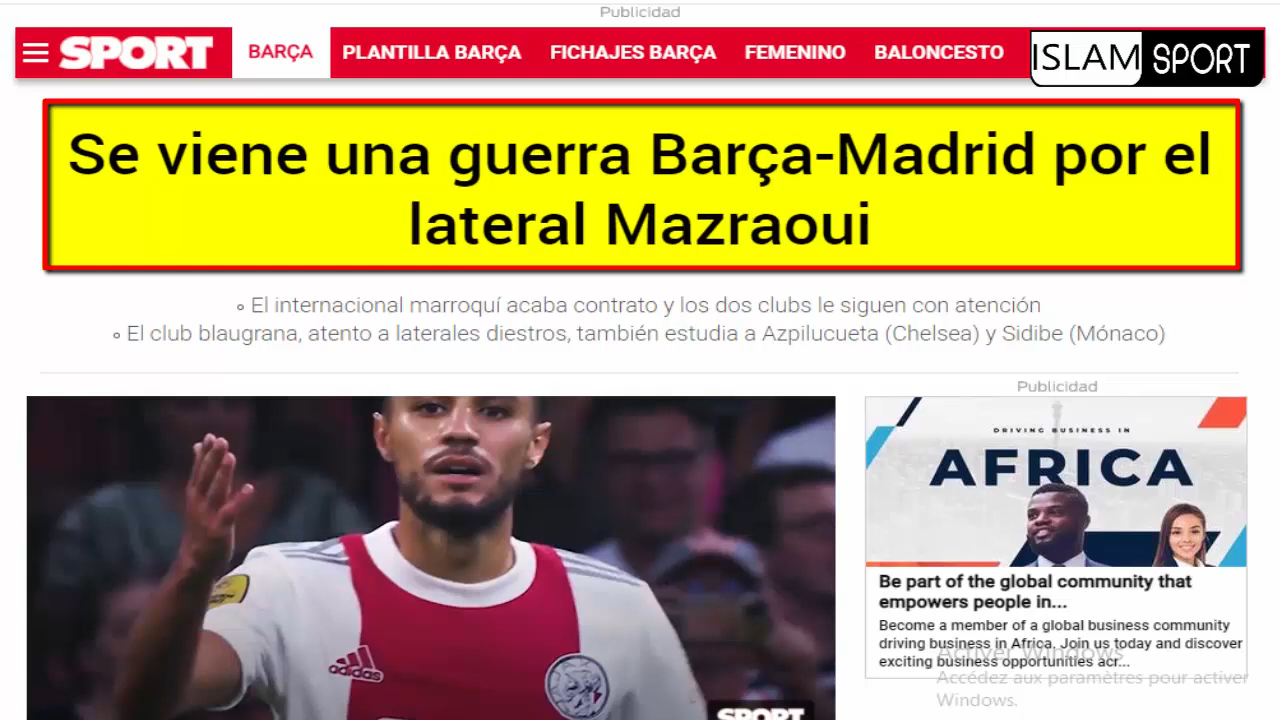 Publicidad
SPORT BARÇA PLANTILLA BARÇA FICHAJES BARÇA FEMENINO BALONCESTO ISLAM SPORT
Se viene una guerra Barça-Madrid por el
lateral Mazraoui
El internacional marroquí acaba contrato y los dos clubs le siguen con atención
El club blaugrana, atento a laterales diestros, también estudia a Azpilucueta (Chelsea) y Sidibe (Mónaco)
Publicidad
DRIVING BUSINESS IN
AFRICA
Be part of the global community that
empowers people in...
Become a member of a global business community
driving business in Africa. Join us today and discover
exciting business opportunities acr...
adidas
SPORT
Activer Windows
Accédez aux paramètres pour activer
Windows.